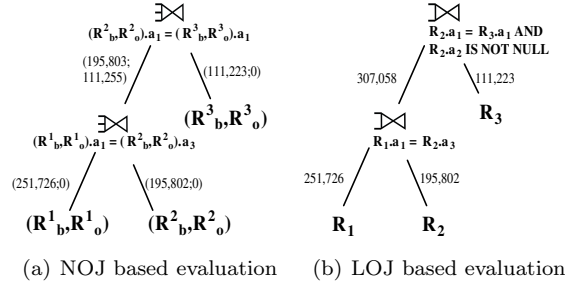 (R²b,R²o).a₁ = (R³b,R³o).a₁
(195,803;
111,255)
(111,223;0)
(R³b,R³o)
(R¹b,R¹o).a₁ = (R²b,R²o).a₃
(251,726;0)
(195,802;0)
(R¹b,R¹o)
(R²b,R²o)
(a) NOJ based evaluation
R₂.a₁ = R₃.a₁ AND
R₂.a₂ IS NOT NULL
307,058
111,223
R₃
R₁.a₁ = R₂.a₃
251,726
195,802
R₁
R₂
(b) LOJ based evaluation